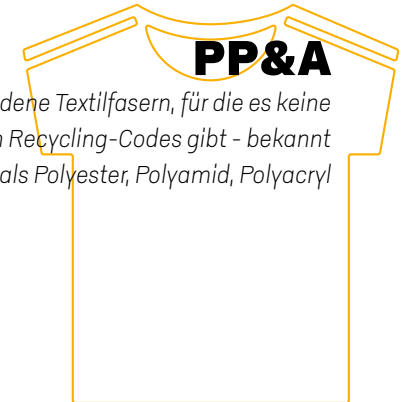 PP&A
dene Textilfasern, für die es keine
n Recycling-Codes gibt - bekannt
als Polyester, Polyamid, Polyacryl